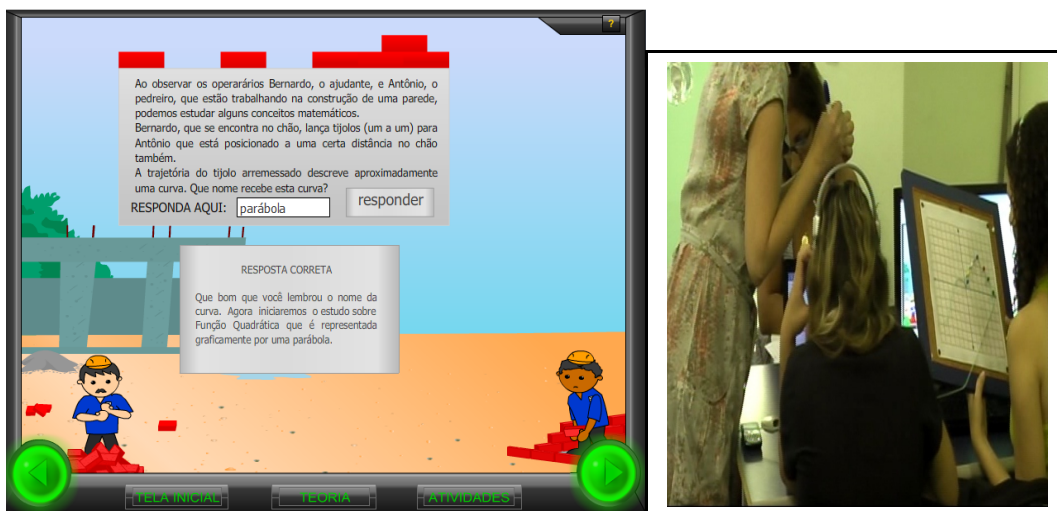 ?
Ao observar os operarários Bernardo, o ajudante, e Antônio, o
pedreiro, que estão trabalhando na construção de uma parede,
podemos estudar alguns conceitos matemáticos.
Bernardo, que se encontra no chão, lança tijolos (um a um) para
Antônio que está posicionado a uma certa distância no chão
também.
A trajetória do tijolo arremessado descreve aproximadamente
uma curva. Que nome recebe esta curva?
RESPONDA AQUI: parábola responder
RESPOSTA CORRETA
Que bom que você lembrou o nome da
curva. Agora iniciaremos o estudo sobre
Função Quadrática que é representada
graficamente por uma parábola.
TELA INICIAL TEORIA ATIVIDADES